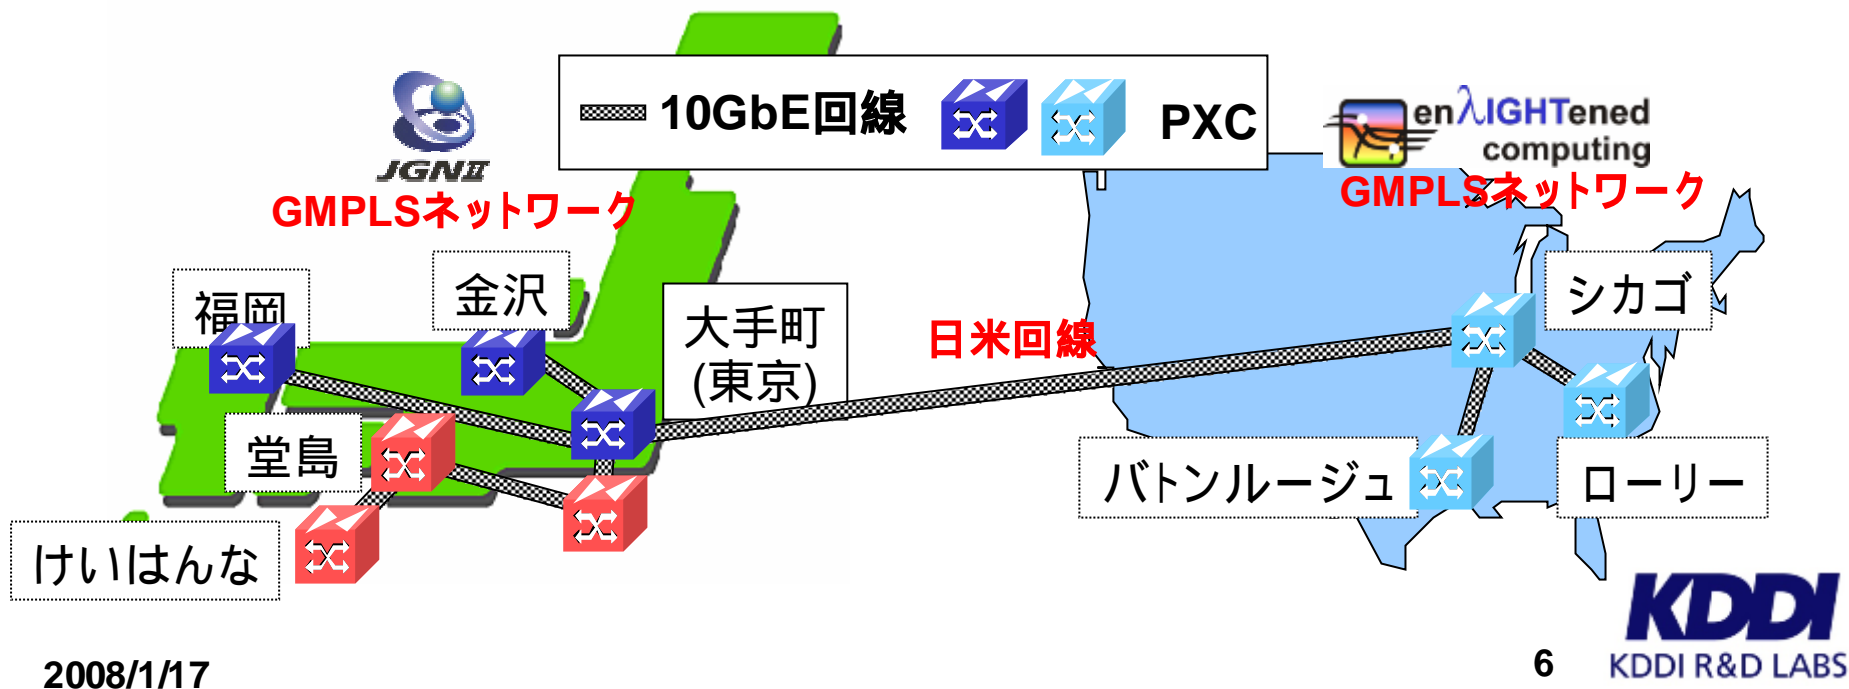 10GbE回線
PXC
JGNII
GMPLSネットワーク
enλIGHTened
computing
GMPLSネットワーク
福岡
金沢
大手町
(東京)
日米回線
シカゴ
堂島
バトンルージュ
ローリー
けいはんな
2008/1/17
6
KDDI
KDDI R&D LABS